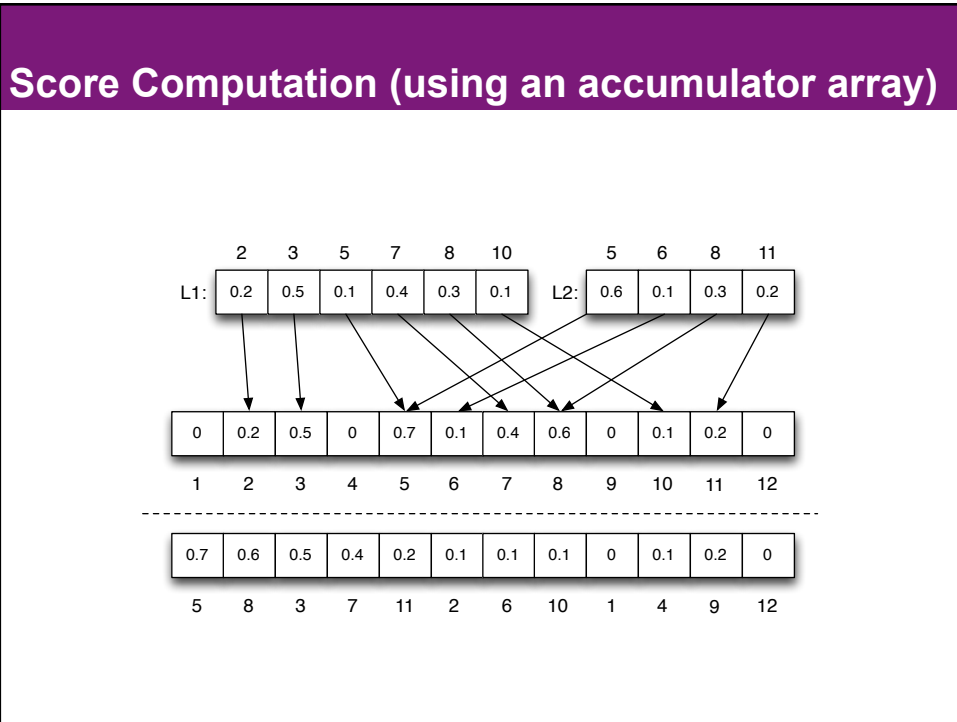 Score Computation (using an accumulator array)
2 3 5 7 8 10 5 6 8 11
L1: 0.2 0.5 0.1 0.4 0.3 0.1 L2: 0.6 0.1 0.3 0.2
0 0.2 0.5 0 0.7 0.1 0.4 0.6 0 0.1 0.2 0
1 2 3 4 5 6 7 8 9 10 11 12
0.7 0.6 0.5 0.4 0.2 0.1 0.1 0.1 0 0.1 0.2 0
5 8 3 7 11 2 6 10 1 4 9 12